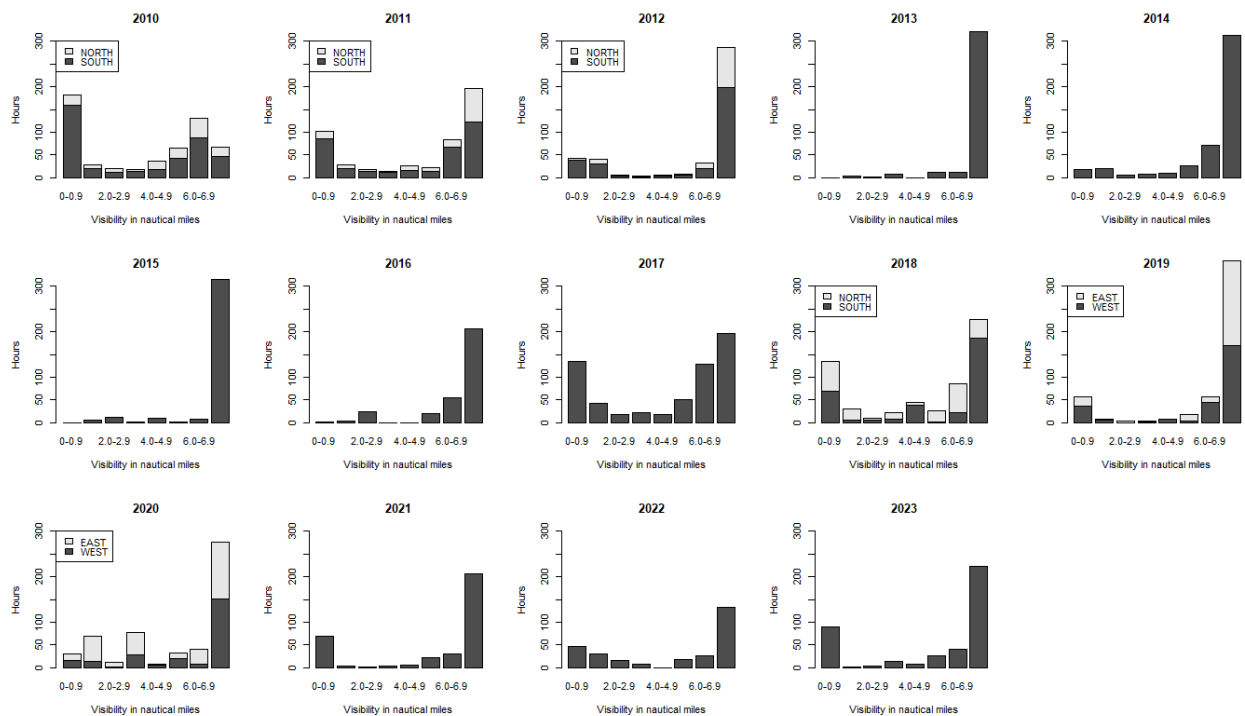 2010
300
200
100
50
0
Hours
NORTH
SOUTH
0–0.9 2.0–2.9 4.0–4.9 6.0–6.9
Visibility in nautical miles
2011
300
200
100
50
0
Hours
NORTH
SOUTH
0–0.9 2.0–2.9 4.0–4.9 6.0–6.9
Visibility in nautical miles
2012
300
200
100
50
0
Hours
NORTH
SOUTH
0–0.9 2.0–2.9 4.0–4.9 6.0–6.9
Visibility in nautical miles
2013
300
200
100
50
0
Hours
0–0.9 2.0–2.9 4.0–4.9 6.0–6.9
Visibility in nautical miles
2014
300
200
100
50
0
Hours
0–0.9 2.0–2.9 4.0–4.9 6.0–6.9
Visibility in nautical miles
2015
300
200
100
50
0
Hours
0–0.9 2.0–2.9 4.0–4.9 6.0–6.9
Visibility in nautical miles
2016
300
200
100
50
0
Hours
0–0.9 2.0–2.9 4.0–4.9 6.0–6.9
Visibility in nautical miles
2017
300
200
100
50
0
Hours
0–0.9 2.0–2.9 4.0–4.9 6.0–6.9
Visibility in nautical miles
2018
300
200
100
50
0
Hours
NORTH
SOUTH
0–0.9 2.0–2.9 4.0–4.9 6.0–6.9
Visibility in nautical miles
2019
300
200
100
50
0
Hours
EAST
WEST
0–0.9 2.0–2.9 4.0–4.9 6.0–6.9
Visibility in nautical miles
2020
300
200
100
50
0
Hours
EAST
WEST
0–0.9 2.0–2.9 4.0–4.9 6.0–6.9
Visibility in nautical miles
2021
300
200
100
50
0
Hours
0–0.9 2.0–2.9 4.0–4.9 6.0–6.9
Visibility in nautical miles
2022
300
200
100
50
0
Hours
0–0.9 2.0–2.9 4.0–4.9 6.0–6.9
Visibility in nautical miles
2023
300
200
100
50
0
Hours
0–0.9 2.0–2.9 4.0–4.9 6.0–6.9
Visibility in nautical miles